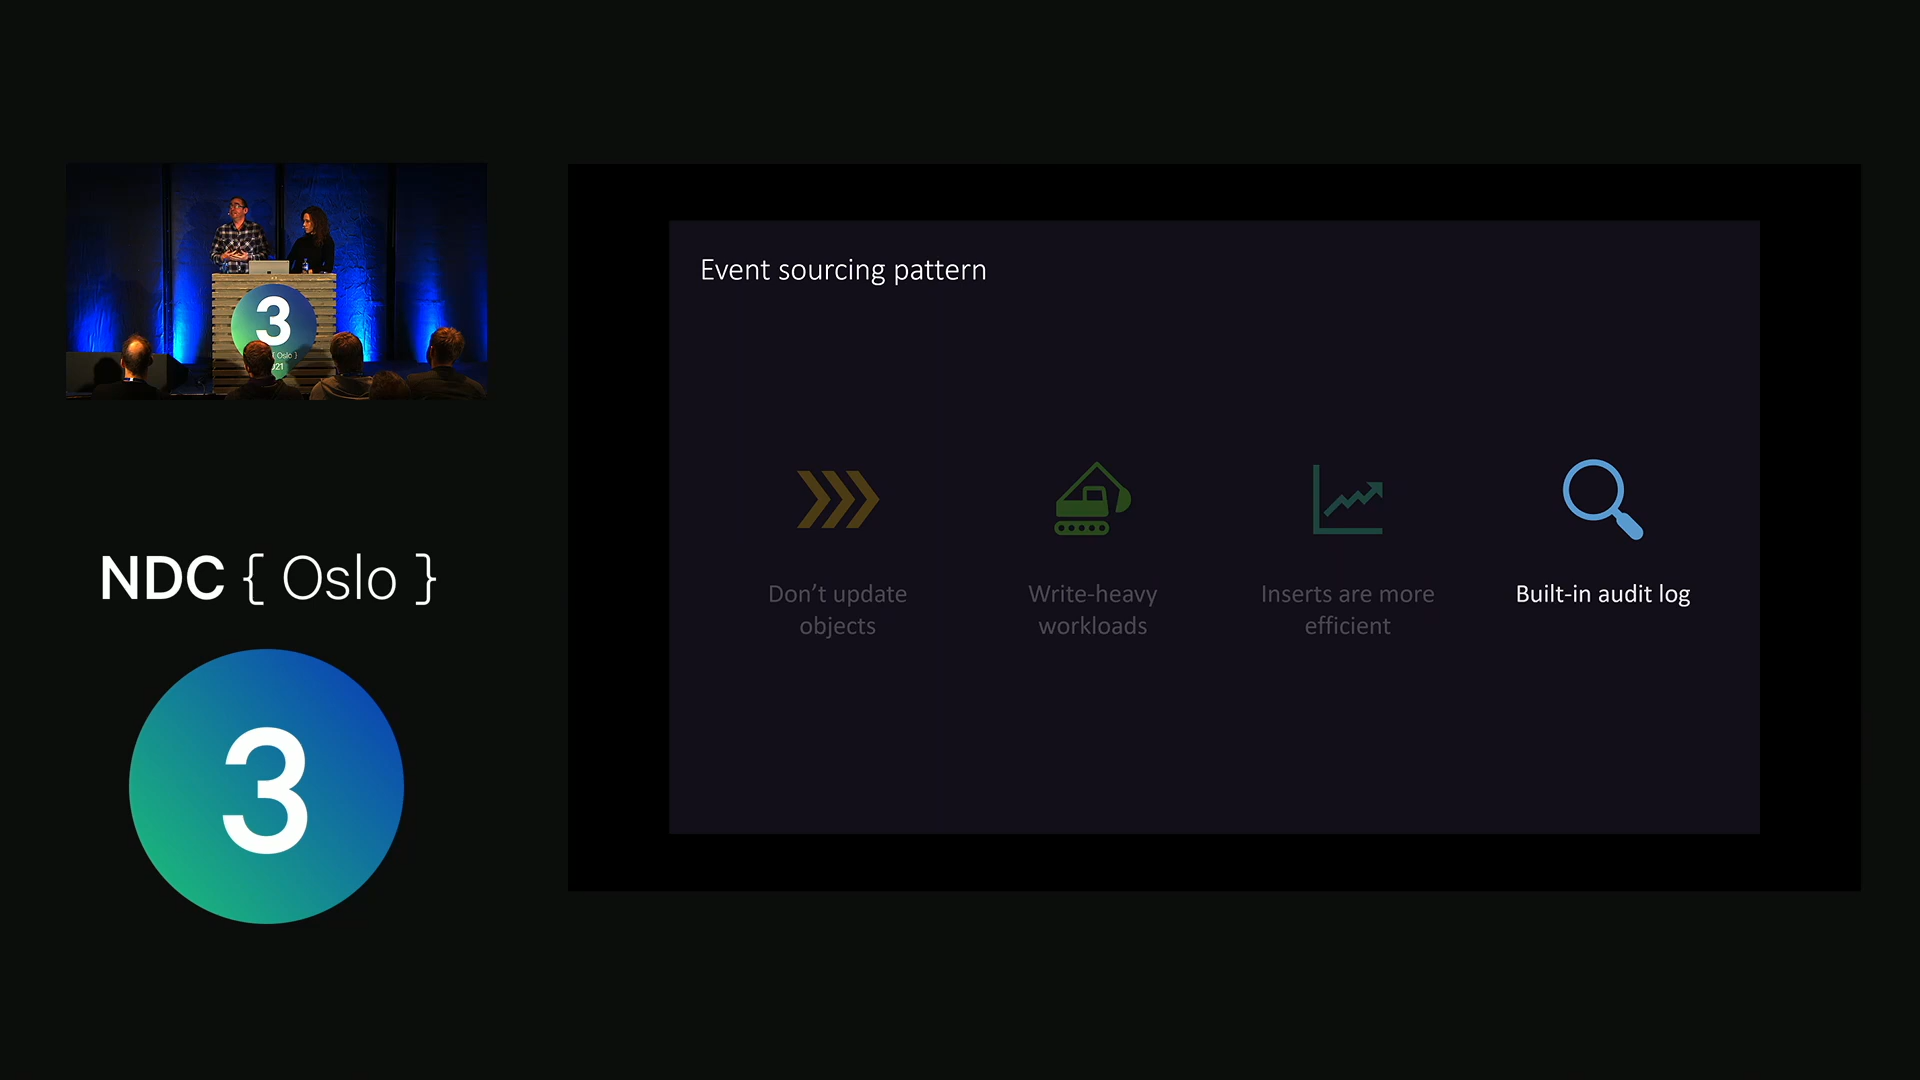 3
{ Oslo }
Event sourcing pattern
Don't update
objects
Write-heavy
workloads
Inserts are more
efficient
Built-in audit log
NDC { Oslo }
3